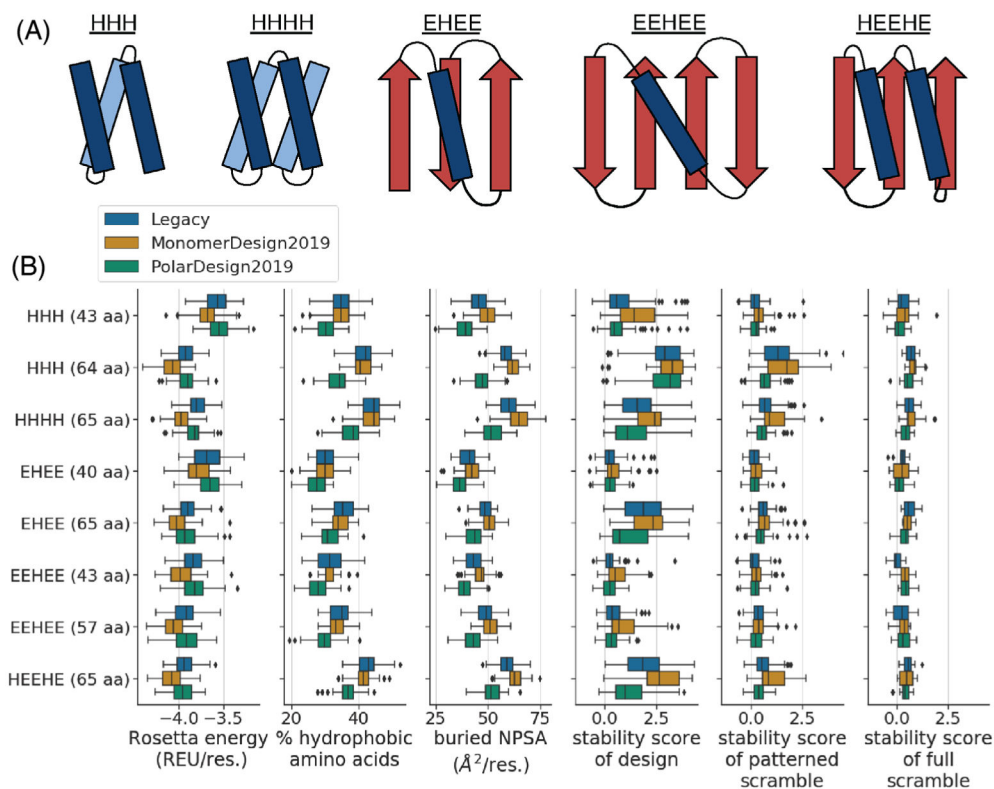 (A)
HHH
HHHH
EHEE
EEHEE
HEEHE
Legacy
MonomerDesign2019
PolarDesign2019
(B)
HHH (43 aa)
HHH (64 aa)
HHHH (65 aa)
EHEE (40 aa)
EHEE (65 aa)
EEHEE (43 aa)
EEHEE (57 aa)
HEEHE (65 aa)
−4.0 −3.5
Rosetta energy
(REU/res.)
20 40
% hydrophobic
amino acids
25 50 75
buried NPSA
(Å²/res.)
0.0 2.5
stability score
of design
0.0 2.5
stability score
of patterned
scramble
0.0 2.5
stability score
of full
scramble